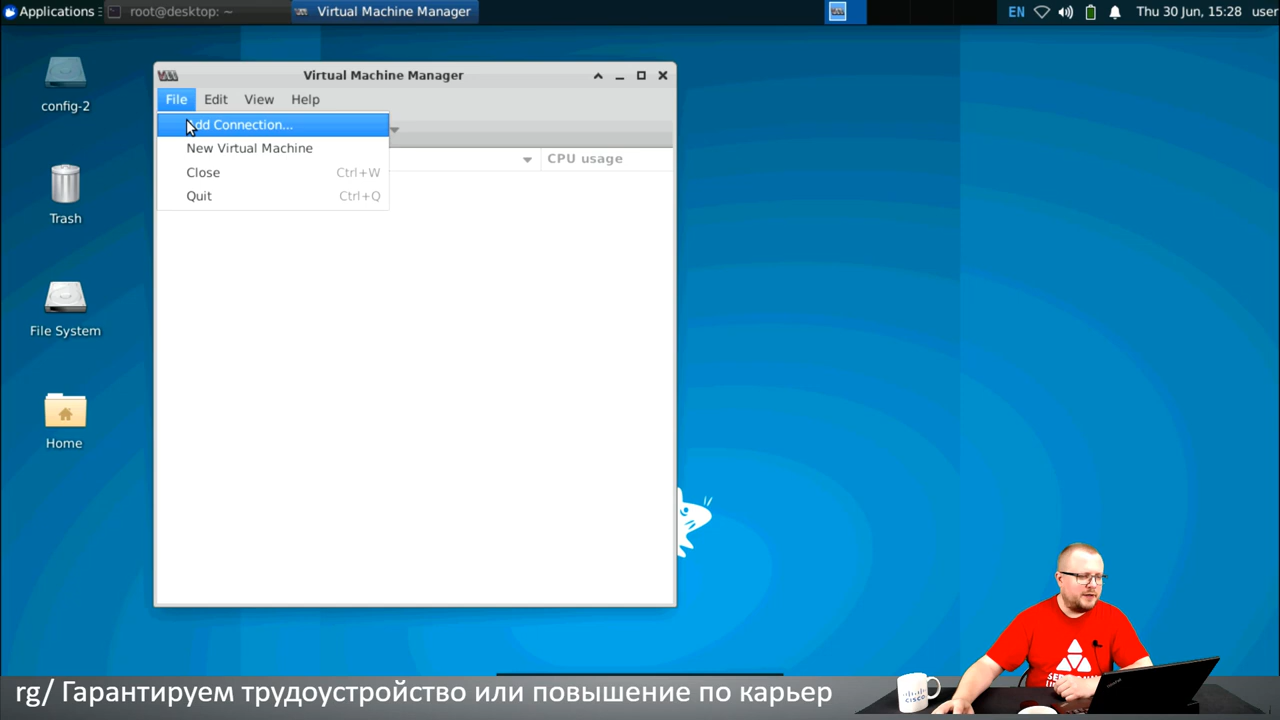 Applications root@desktop: ~ Virtual Machine Manager EN Thu 30 Jun, 15:28 user
config-2
Trash
File System
Home
Virtual Machine Manager
File Edit View Help
Add Connection...
New Virtual Machine
Close Ctrl+W
Quit Ctrl+Q
CPU usage
rg/ Гарантируем трудоустройство или повышение по карьер
CISCO